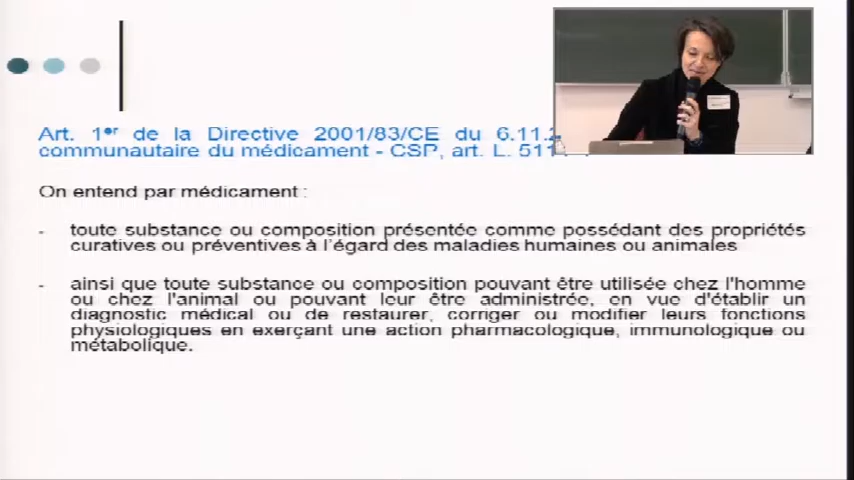 Art. 1er de la Directive 2001/83/CE du 6.11.2
communautaire du médicament - CSP, art. L. 511
On entend par médicament :
- toute substance ou composition présentée comme possédant des propriétés
curatives ou préventives à l'égard des maladies humaines ou animales
- ainsi que toute substance ou composition pouvant être utilisée chez l'homme
ou chez l'animal ou pouvant leur être administrée, en vue d'établir un
diagnostic médical ou de restaurer, corriger ou modifier leurs fonctions
physiologiques en exerçant une action pharmacologique, immunologique ou
métabolique.